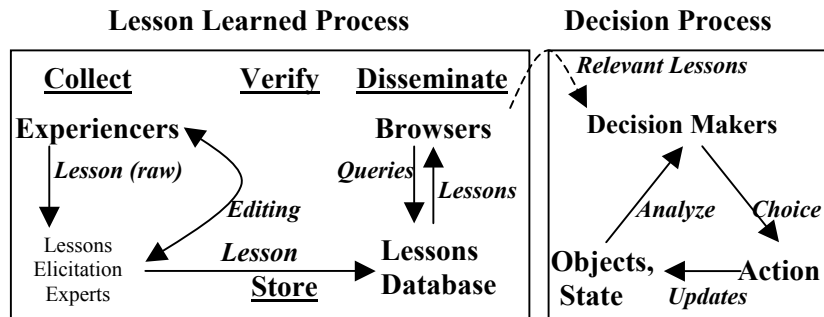 Lesson Learned Process
Decision Process
Collect
Verify
Disseminate
Relevant Lessons
Experiencers
Browsers
Decision Makers
Lesson (raw)
Queries
Lessons
Editing
Analyze
Choice
Lessons
Elicitation
Experts
Lesson
Store
Lessons
Database
Objects,
State
Action
Updates